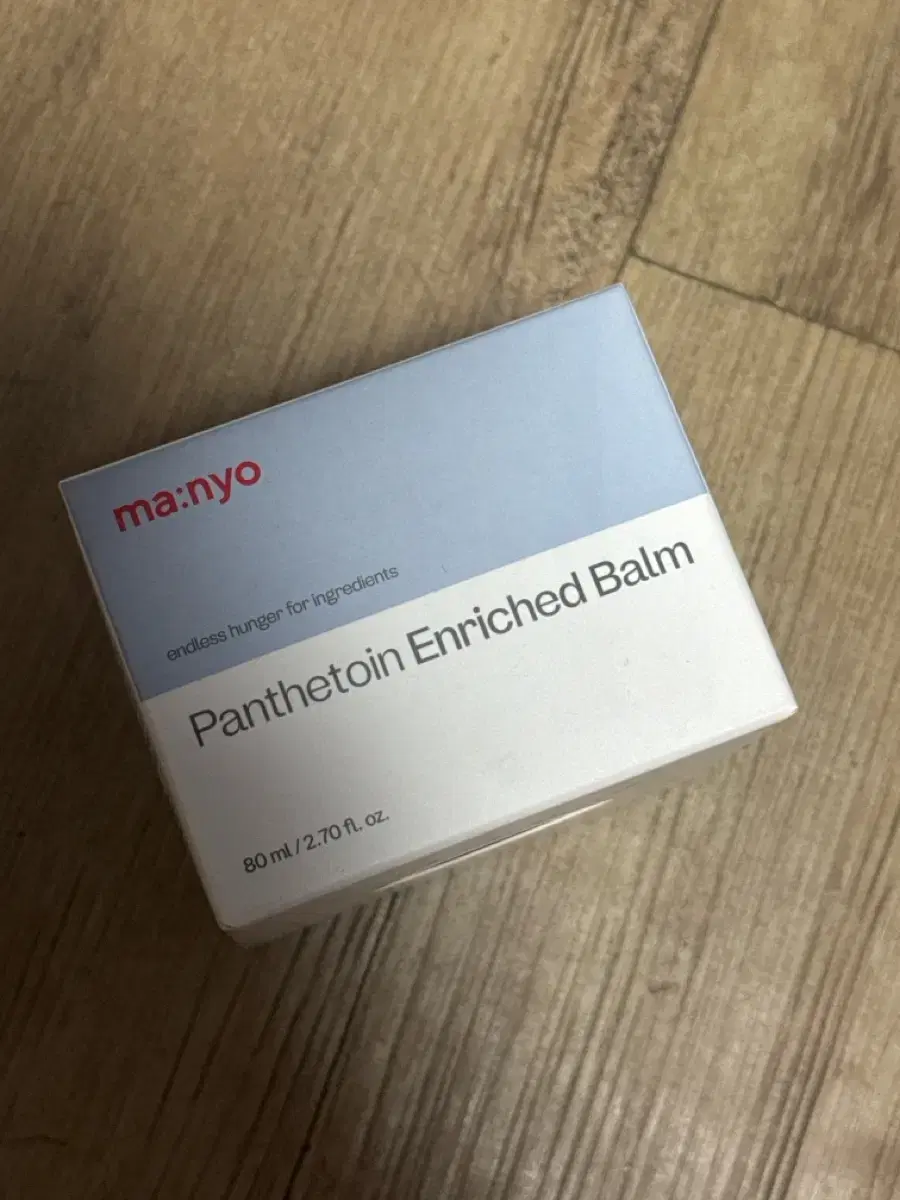 ma:nyo
endless hunger for ingredients
Panthetoin Enriched Balm
80 ml / 2.70 fl. oz.